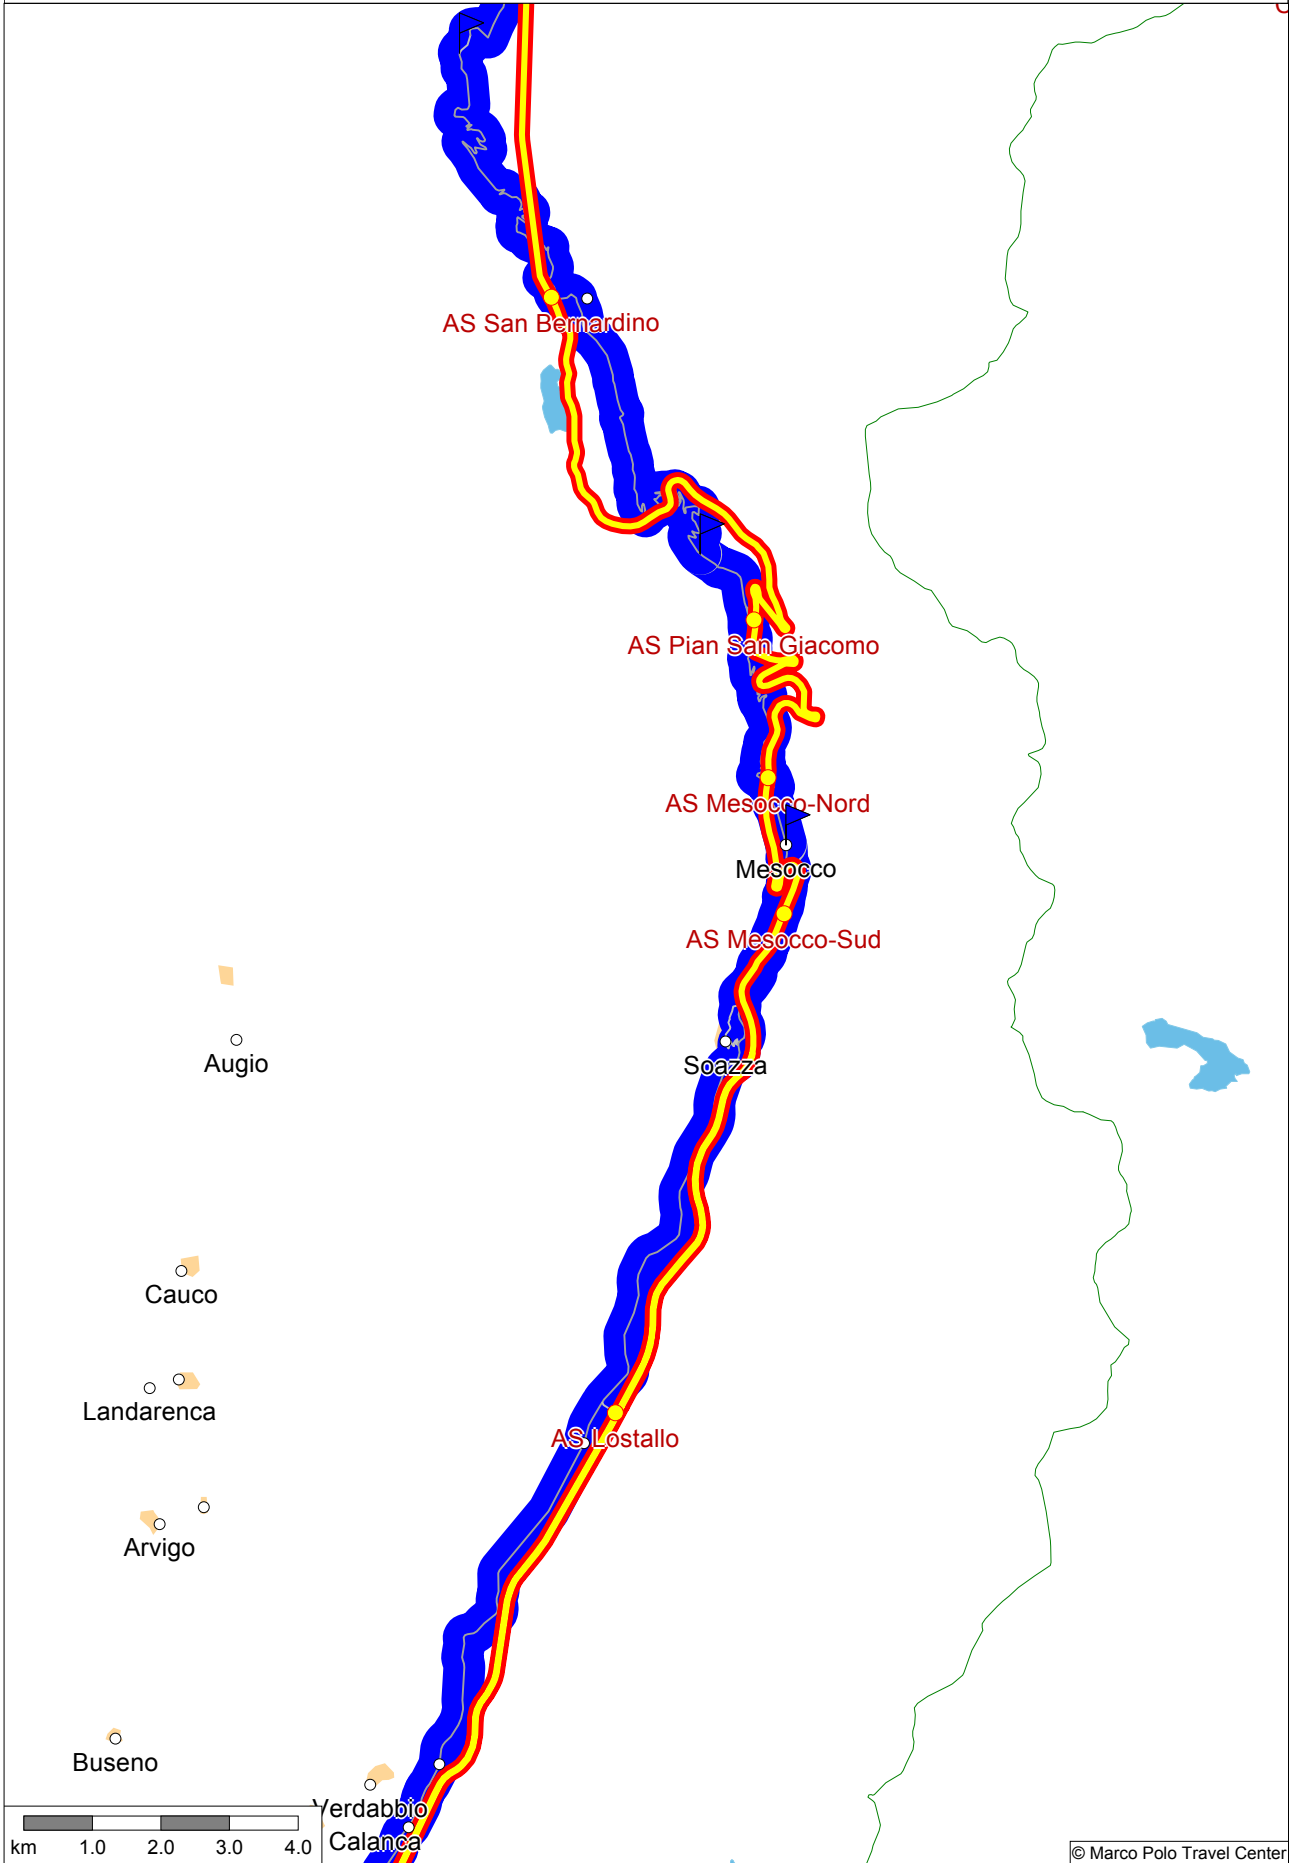 AS San Bernardino
AS Pian San Giacomo
AS Mesocco-Nord
Mesocco
AS Mesocco-Sud
Augio
Soazza
Cauco
Landarenca
AS Lostallo
Arvigo
Buseno
Verdabbio
Calanca
km 1.0 2.0 3.0 4.0
© Marco Polo Travel Center